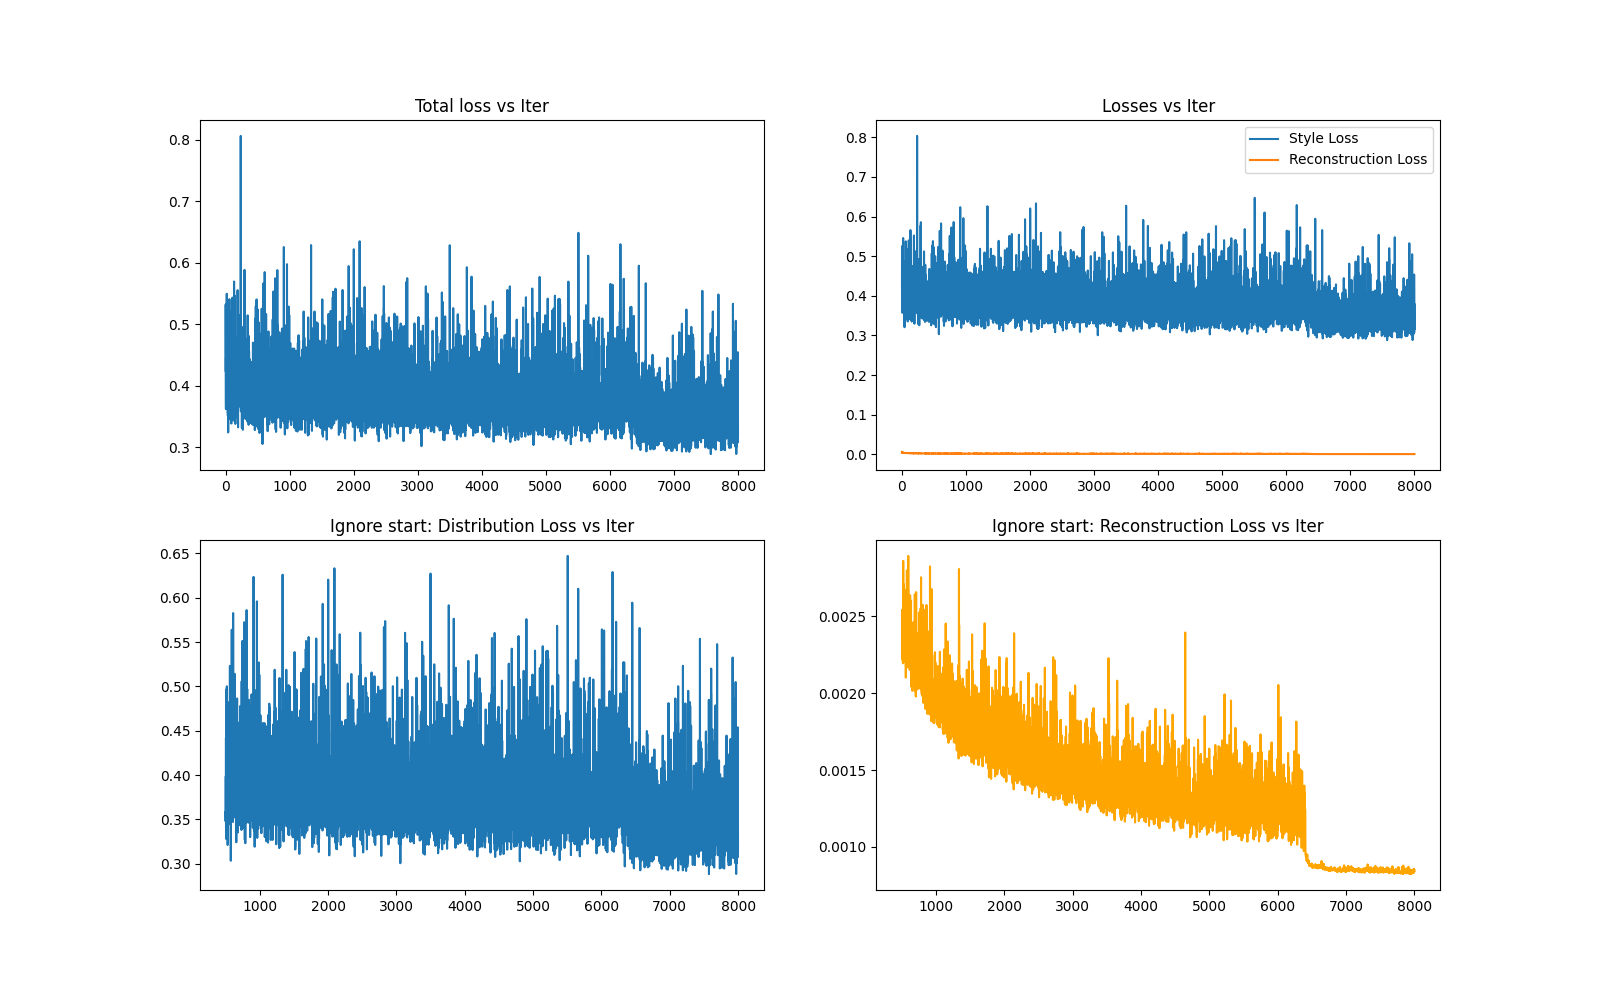 Total loss vs Iter
0.8
0.7
0.6
0.5
0.4
0.3
0 1000 2000 3000 4000 5000 6000 7000 8000
Losses vs Iter
Style Loss
Reconstruction Loss
0.8
0.7
0.6
0.5
0.4
0.3
0.2
0.1
0.0
0 1000 2000 3000 4000 5000 6000 7000 8000
Ignore start: Distribution Loss vs Iter
0.65
0.60
0.55
0.50
0.45
0.40
0.35
0.30
1000 2000 3000 4000 5000 6000 7000 8000
Ignore start: Reconstruction Loss vs Iter
0.0025
0.0020
0.0015
0.0010
1000 2000 3000 4000 5000 6000 7000 8000